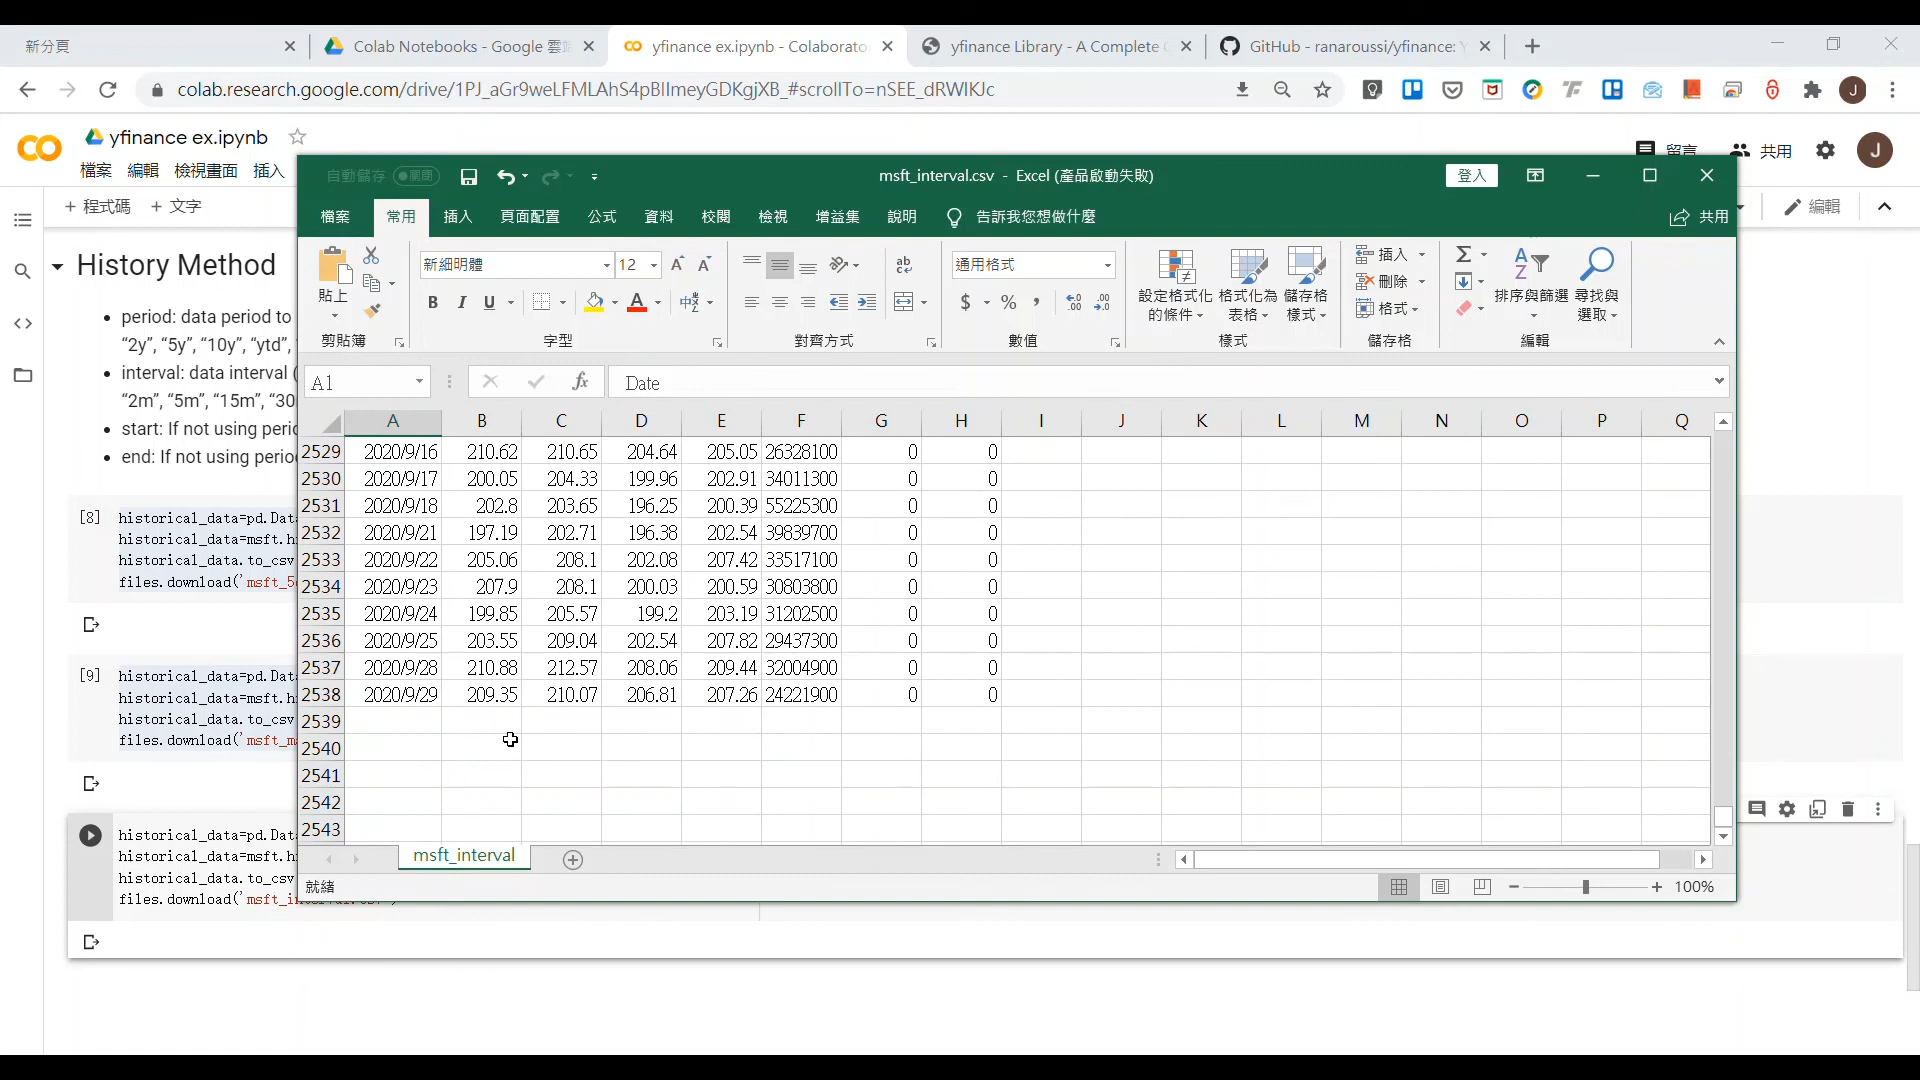 新分頁
Colab Notebooks - Google 雲端
yfinance ex.ipynb - Colaborato
yfinance Library - A Complete
GitHub - ranaroussi/yfinance:
colab.research.google.com/drive/1PJ_aGr9weLFMLAhS4pBlImeyGDKgjXB_#scrollTo=nSEE_dRWlKJc
J
yfinance ex.ipynb
檔案 編輯 檢視畫面 插入
留言 共用 J
+ 程式碼 + 文字
編輯
History Method
period: data period to
“2y”, “5y”, “10y”, “ytd”,
interval: data interval (
“2m”, “5m”, “15m”, “30
start: If not using peri
end: If not using perio
[8] historical_data=pd.Dat
historical_data=msft.h
historical_data.to_csv
files.download('msft_5
[9] historical_data=pd.Dat
historical_data=msft.h
historical_data.to_csv
files.download('msft_m
historical_data=pd.Dat
historical_data=msft.h
historical_data.to_csv
files.download('msft_in
自動儲存 關閉
msft_interval.csv - Excel (產品啟動失敗)
登入
檔案 常用 插入 頁面配置 公式 資料 校閱 檢視 增益集 說明 告訴我您想做什麼 共用
貼上
剪貼簿
新細明體 12
B I U
字型
對齊方式
通用格式
$ %
數值
設定格式化的條件
格式化為表格
儲存格樣式
樣式
插入
刪除
格式
儲存格
排序與篩選
尋找與選取
編輯
A1 fx Date
A B C D E F G H I J K L M N O P Q
2529 2020/9/16 210.62 210.65 204.64 205.05 26328100 0 0
2530 2020/9/17 200.05 204.33 199.96 202.91 34011300 0 0
2531 2020/9/18 202.8 203.65 196.25 200.39 55225300 0 0
2532 2020/9/21 197.19 202.71 196.38 202.54 39839700 0 0
2533 2020/9/22 205.06 208.1 202.08 207.42 33517100 0 0
2534 2020/9/23 207.9 208.1 200.03 200.59 30803800 0 0
2535 2020/9/24 199.85 205.57 199.2 203.19 31202500 0 0
2536 2020/9/25 203.55 209.04 202.54 207.82 29437300 0 0
2537 2020/9/28 210.88 212.57 208.06 209.44 32004900 0 0
2538 2020/9/29 209.35 210.07 206.81 207.26 24221900 0 0
2539
2540
2541
2542
2543
msft_interval
就緒
100%